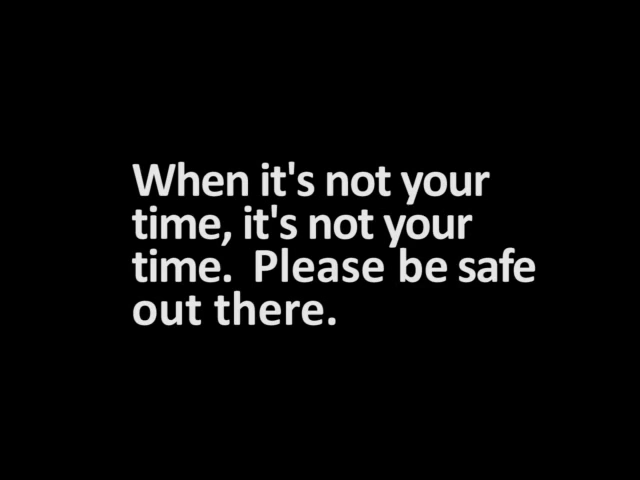 When it's not your
time, it's not your
time.  Please be safe
out there.